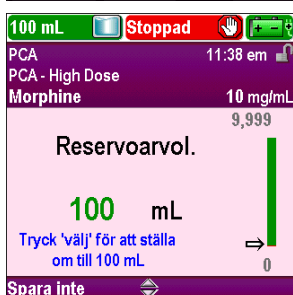 100 mL Stoppad
PCA 11:38 em
PCA - High Dose
Morphine 10 mg/mL
9,999
Reservoarvol.
100 mL
Tryck 'välj' för att ställa
om till 100 mL
0
Spara inte